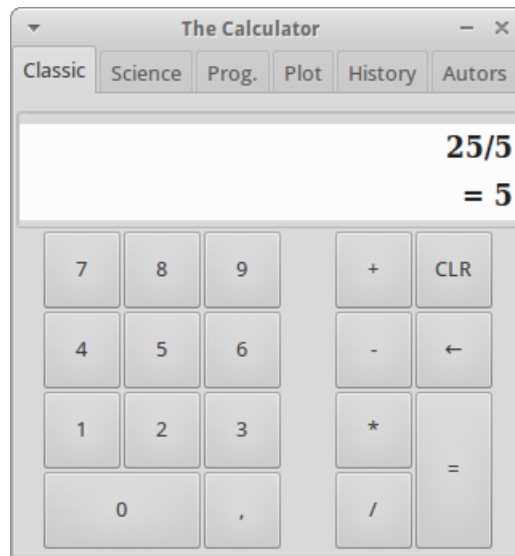 The Calculator
Classic Science Prog. Plot History Autors
25/5
= 5
7 8 9 + CLR
4 5 6 - ←
1 2 3 * =
0 , /